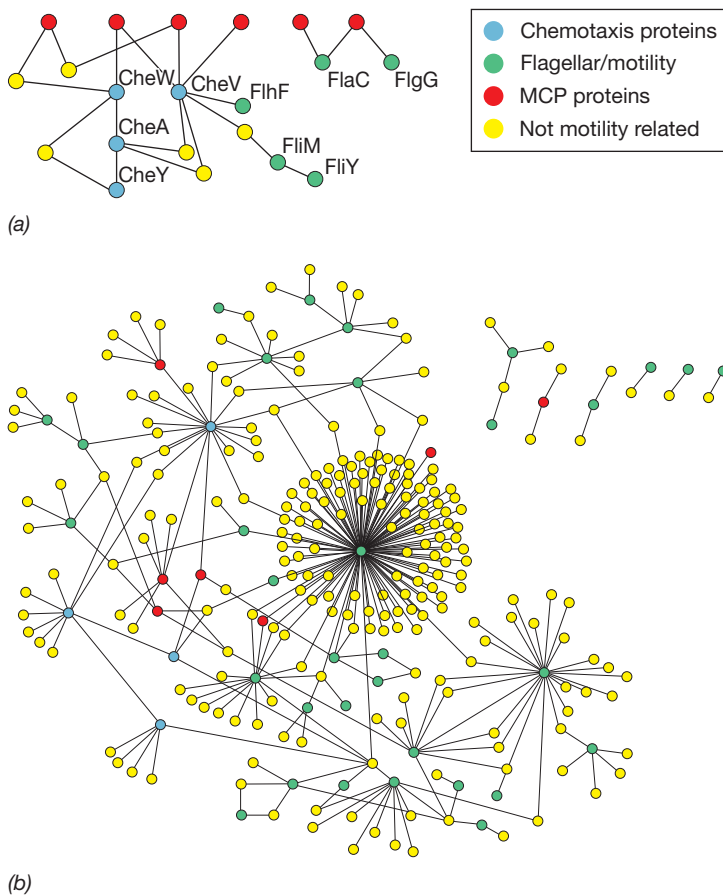 CheW
CheV
FlhF
FlaC
FlgG
CheA
CheY
FliM
FliY
Chemotaxis proteins
Flagellar/motility
MCP proteins
Not motility related
(a)
(b)